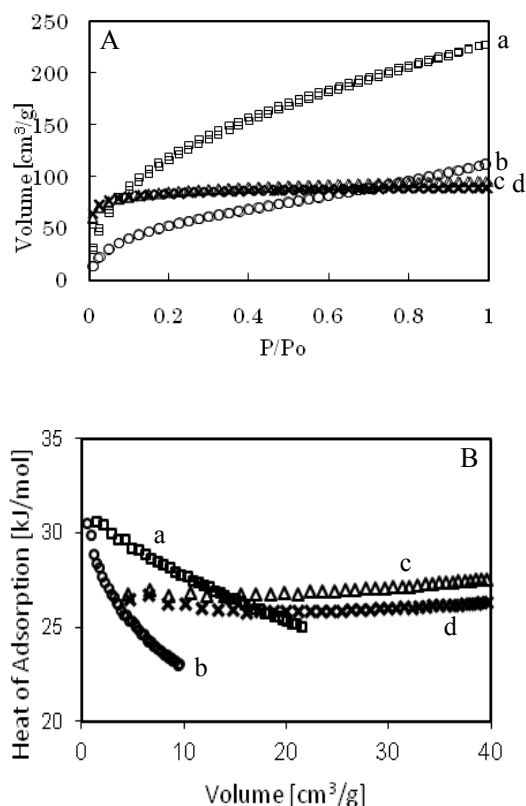 A
250
200
150
100
50
0
Volume [cm³/g]
a
b
c
d
0 0.2 0.4 0.6 0.8 1
P/Po
B
35
30
25
20
Heat of Adsorption [kJ/mol]
a
b
c
d
0 10 20 30 40
Volume [cm³/g]